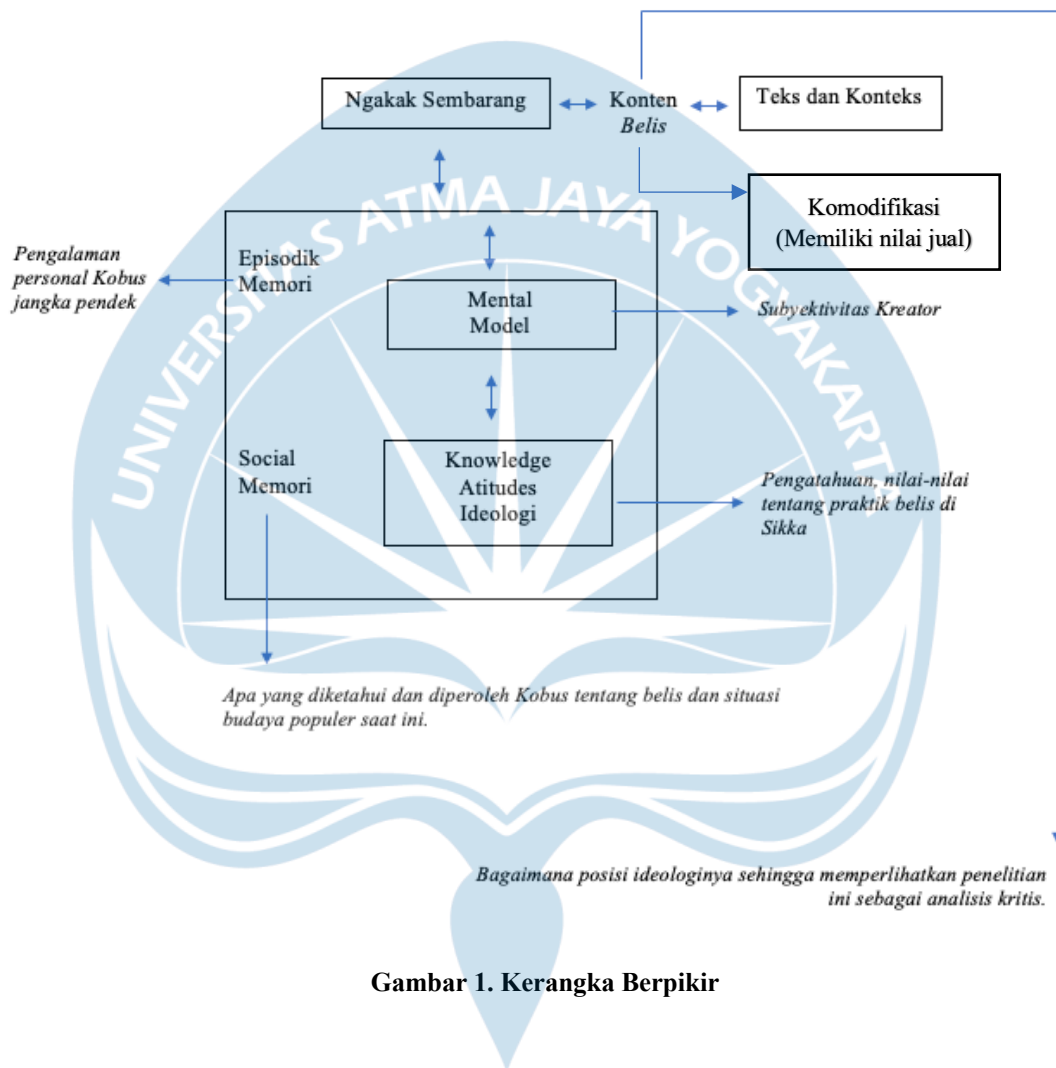 Ngakak Sembarang
Konten
Belis
Teks dan Konteks
UNIVERSITAS ATMA JAYA YOGYAKARTA
Komodifikasi
(Memiliki nilai jual)
Pengalaman
personal Kobus
jangka pendek
Episodik
Memori
Mental
Model
Subyektivitas Kreator
Social
Memori
Knowledge
Atitudes
Ideologi
Pengatahuan, nilai-nilai
tentang praktik belis di
Sikka
Apa yang diketahui dan diperoleh Kobus tentang belis dan situasi
budaya populer saat ini.
Bagaimana posisi ideologinya sehingga memperlihatkan penelitian
ini sebagai analisis kritis.
Gambar 1. Kerangka Berpikir